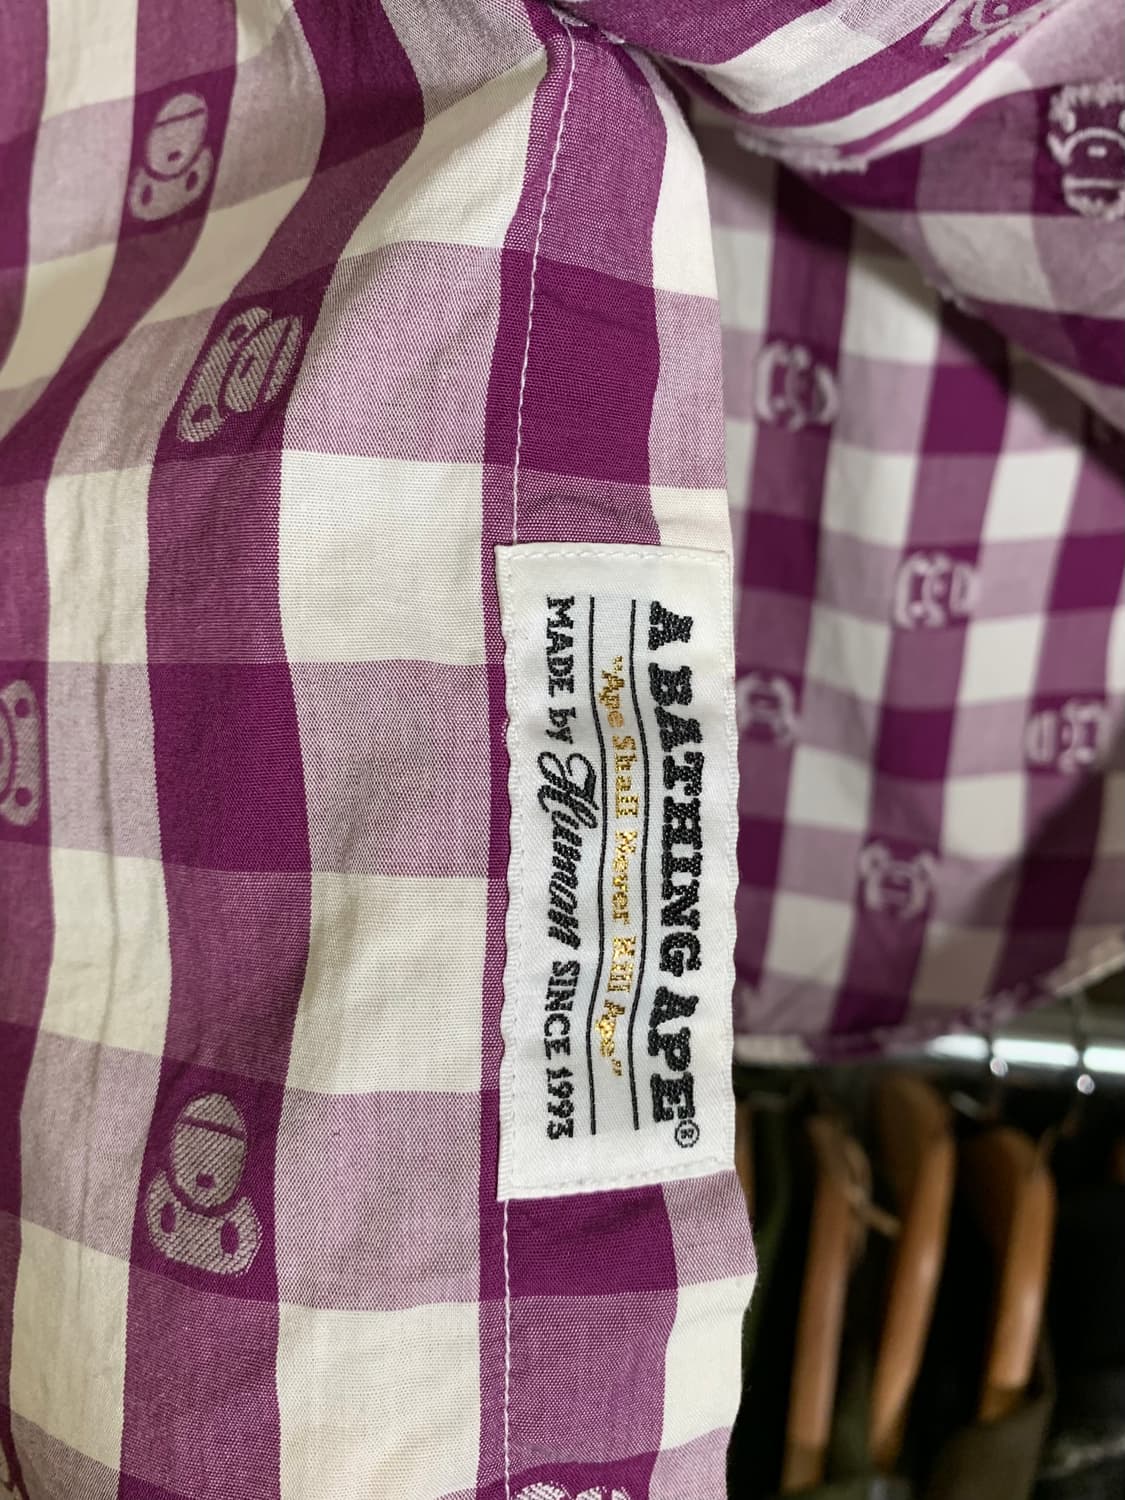 A BATHING APE®
"Ape Shall Never Kill Ape"
MADE by Human SINCE 1993